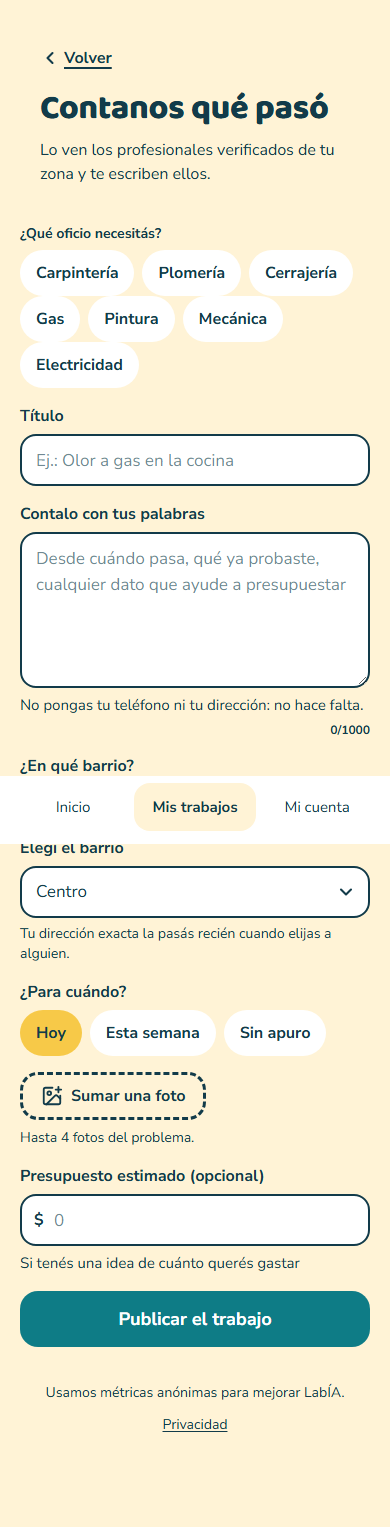 Volver
Contanos qué pasó
Lo ven los profesionales verificados de tu
zona y te escriben ellos.
¿Qué oficio necesitás?
Carpintería
Plomería
Cerrajería
Gas
Pintura
Mecánica
Electricidad
Título
Ej.: Olor a gas en la cocina
Contalo con tus palabras
Desde cuándo pasa, qué ya probaste,
cualquier dato que ayude a presupuestar
No pongas tu teléfono ni tu dirección: no hace falta.
0/1000
¿En qué barrio?
Inicio
Mis trabajos
Mi cuenta
Elegí el barrio
Centro
Tu dirección exacta la pasás recién cuando elijas a
alguien.
¿Para cuándo?
Hoy
Esta semana
Sin apuro
Sumar una foto
Hasta 4 fotos del problema.
Presupuesto estimado (opcional)
$ 0
Si tenés una idea de cuánto querés gastar
Publicar el trabajo
Usamos métricas anónimas para mejorar LabÍA.
Privacidad